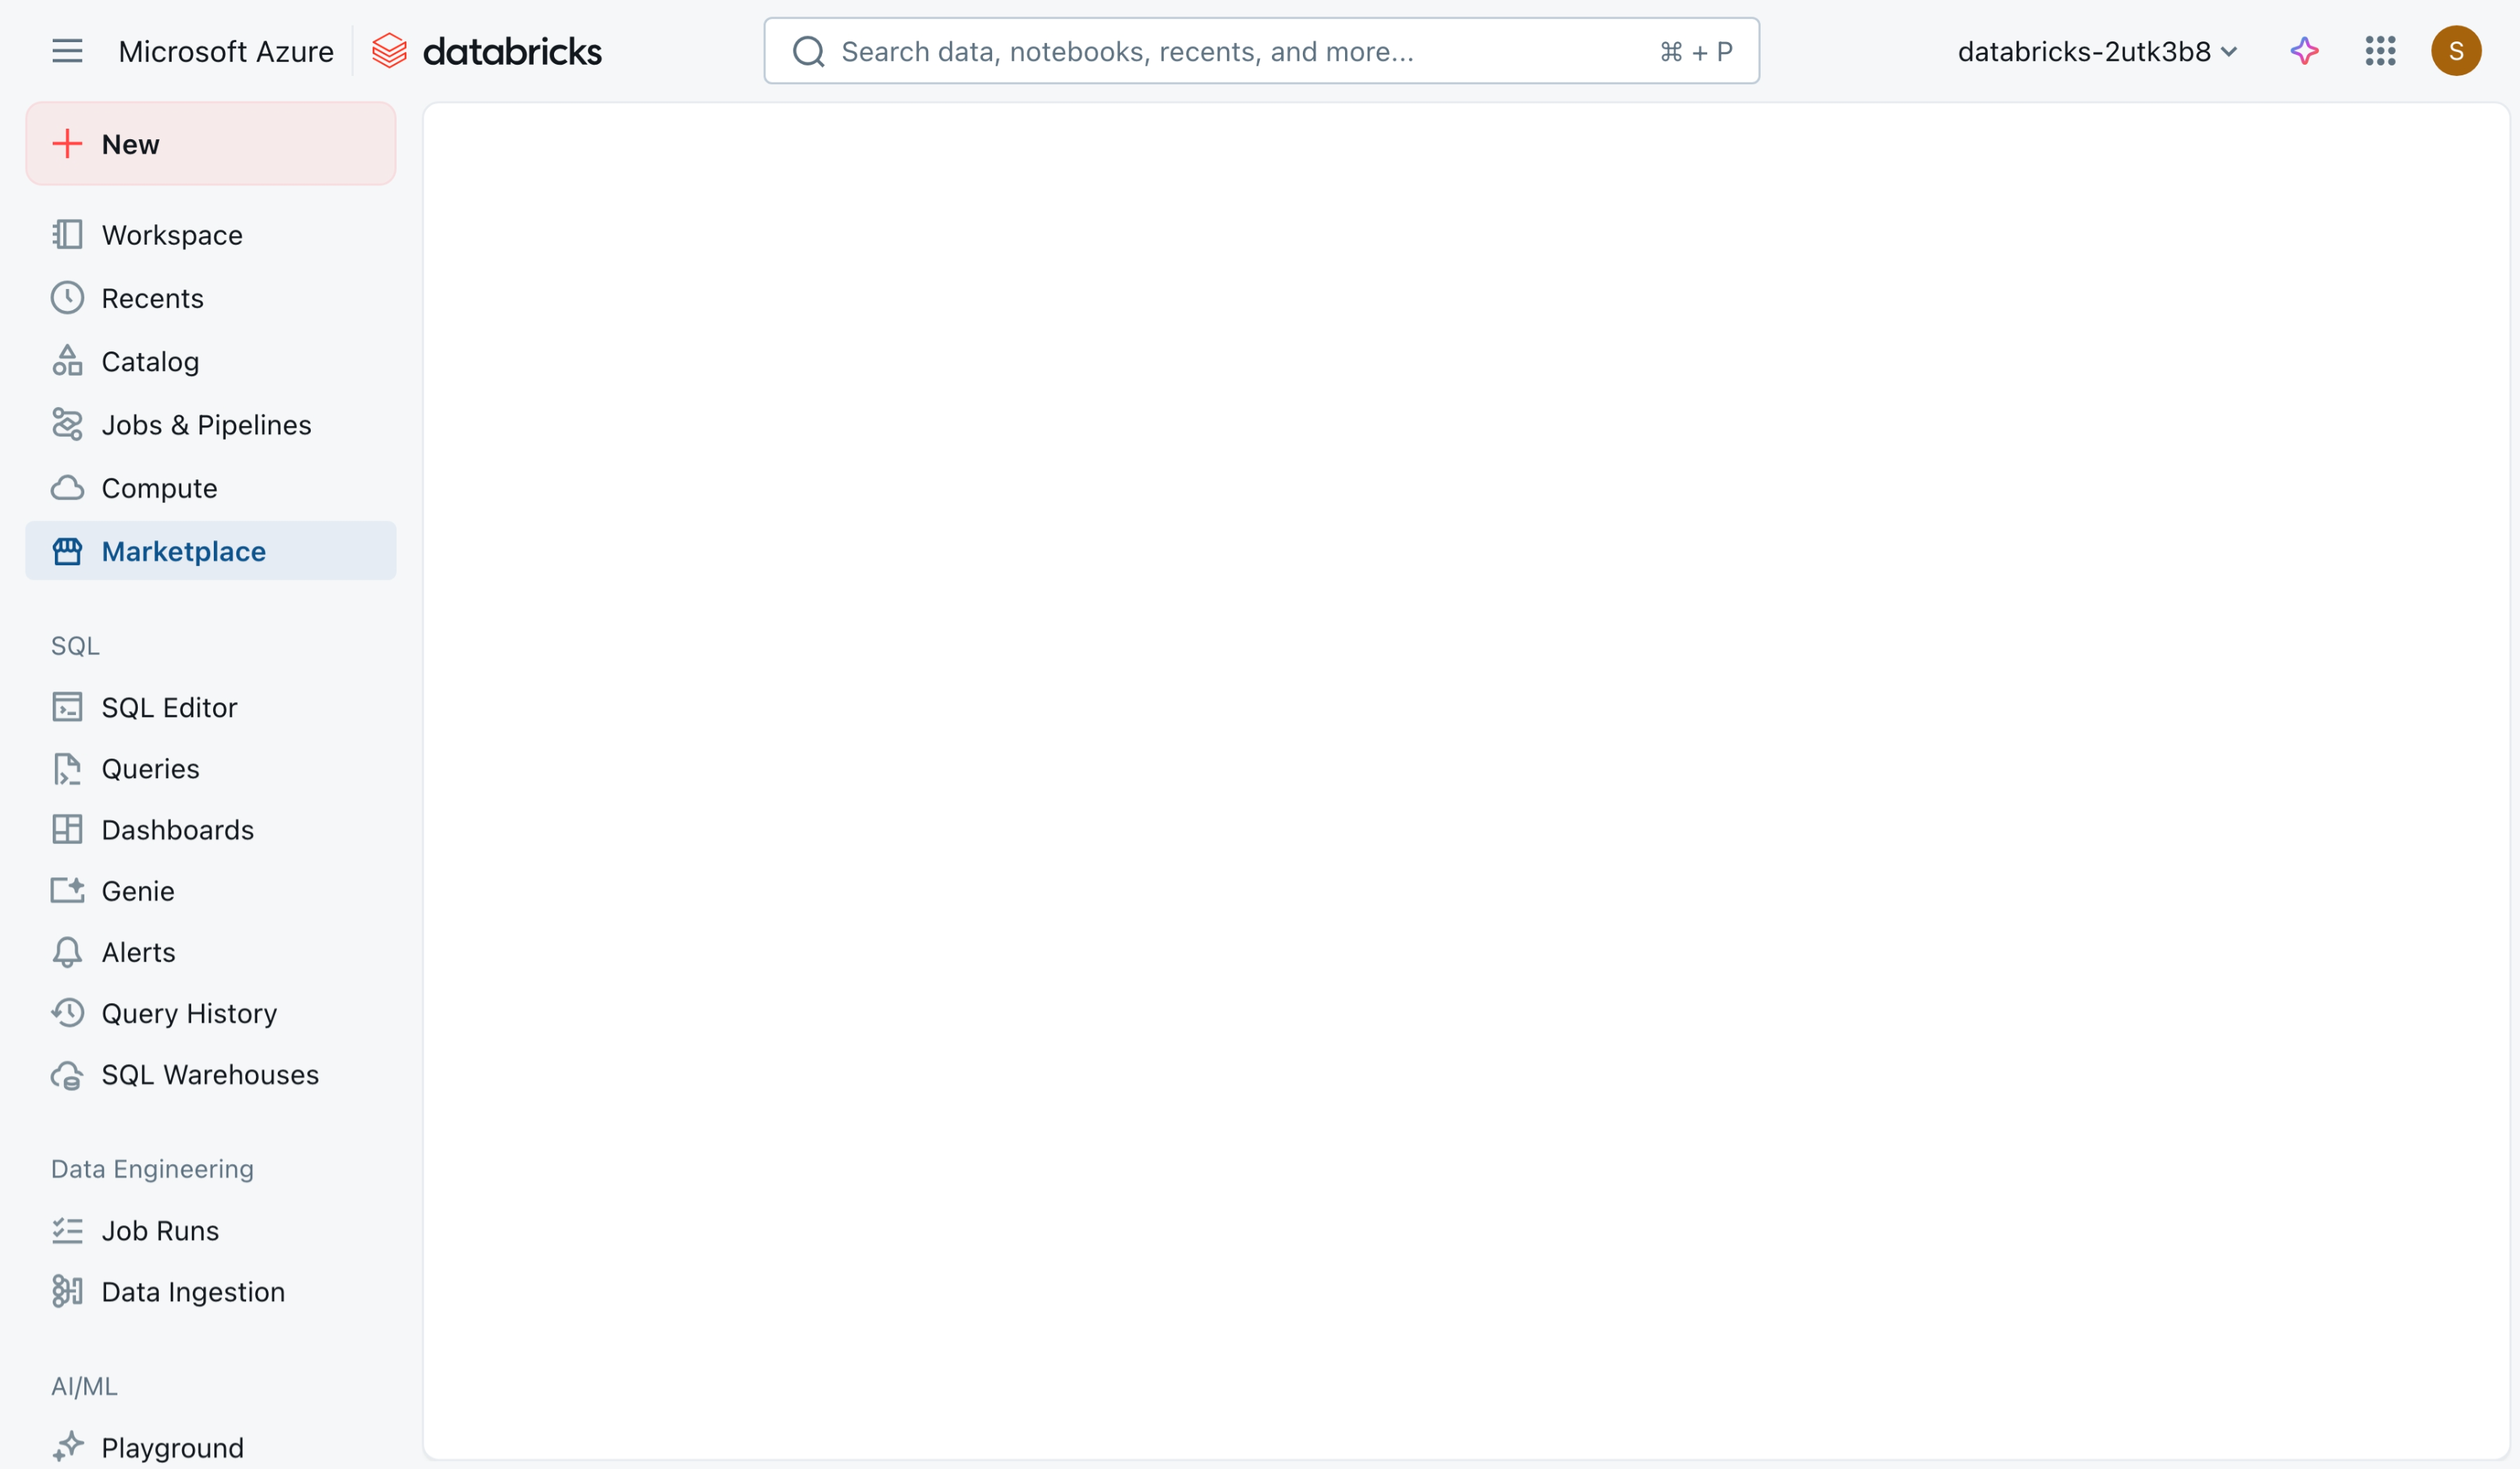 Microsoft Azure databricks
Search data, notebooks, recents, and more... ⌘ + P
databricks-2utk3b8
S
New
Workspace
Recents
Catalog
Jobs & Pipelines
Compute
Marketplace
SQL
SQL Editor
Queries
Dashboards
Genie
Alerts
Query History
SQL Warehouses
Data Engineering
Job Runs
Data Ingestion
AI/ML
Playground